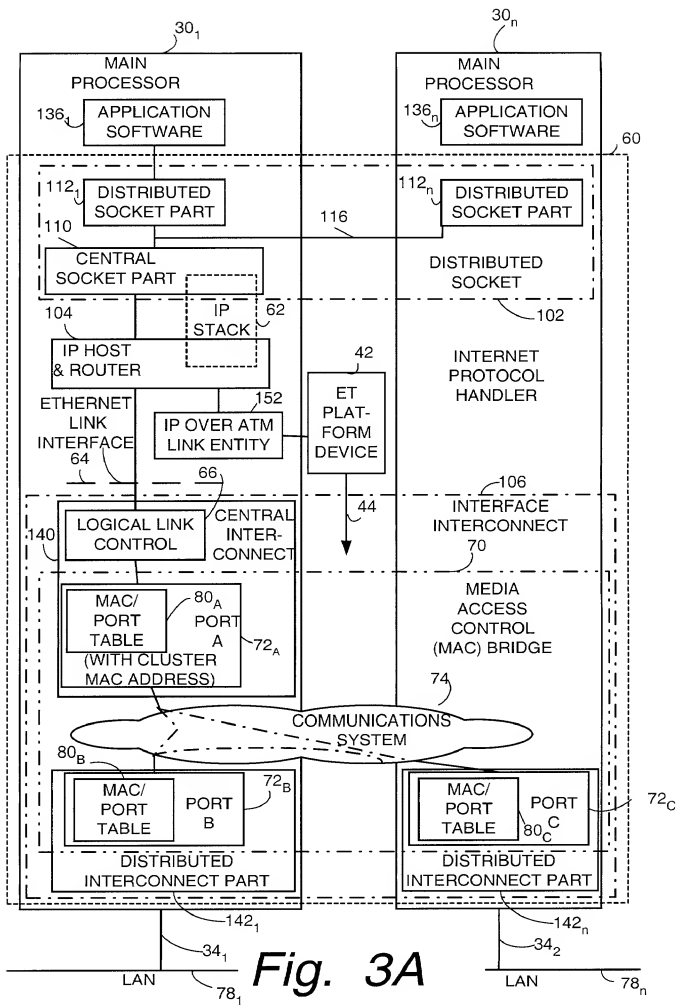 30₁
30ₙ
MAIN
PROCESSOR
MAIN
PROCESSOR
136₁
APPLICATION
SOFTWARE
136ₙ
APPLICATION
SOFTWARE
60
112₁
DISTRIBUTED
SOCKET PART
112ₙ
DISTRIBUTED
SOCKET PART
110
116
CENTRAL
SOCKET PART
DISTRIBUTED
SOCKET
102
104
IP
STACK
62
IP HOST
& ROUTER
42
INTERNET
PROTOCOL
HANDLER
ETHERNET
LINK
INTERFACE
152
IP OVER ATM
LINK ENTITY
ET
PLAT-
FORM
DEVICE
64
66
106
140
LOGICAL LINK
CONTROL
CENTRAL
INTER-
CONNECT
44
INTERFACE
INTERCONNECT
70
MAC/
PORT
TABLE
80A
PORT
A
72A
(WITH CLUSTER
MAC ADDRESS)
MEDIA
ACCESS
CONTROL
(MAC) BRIDGE
74
COMMUNICATIONS
SYSTEM
80B
MAC/
PORT
TABLE
PORT
B
72B
MAC/
PORT
TABLE
PORT
C
80C
72C
DISTRIBUTED
INTERCONNECT PART
DISTRIBUTED
INTERCONNECT PART
142₁
142ₙ
34₁
34₂
LAN
78₁
Fig. 3A
LAN
78ₙ